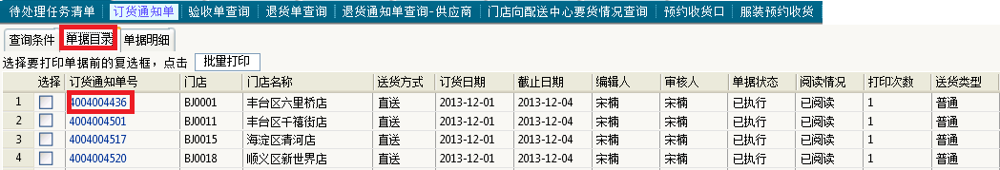 待处理任务清单 订货通知单 验收单查询 退货单查询 退货通知单查询-供应商 门店向配送中心要货情况查询 预约收货口 服装预约收货
查询条件 单据目录 单据明细
选择要打印单据前的复选框，点击 批量打印
选择 订货通知单号 门店 门店名称 送货方式 订货日期 截止日期 编辑人 审核人 单据状态 阅读情况 打印次数 送货类型
1 4004004436 BJ0001 丰台区六里桥店 直送 2013-12-01 2013-12-04 宋楠 宋楠 已执行 已阅读 1 普通
2 4004004501 BJ0011 丰台区千禧街店 直送 2013-12-01 2013-12-04 宋楠 宋楠 已执行 已阅读 1 普通
3 4004004517 BJ0015 海淀区清河店 直送 2013-12-01 2013-12-04 宋楠 宋楠 已执行 已阅读 1 普通
4 4004004520 BJ0018 顺义区新世界店 直送 2013-12-01 2013-12-04 宋楠 宋楠 已执行 已阅读 1 普通